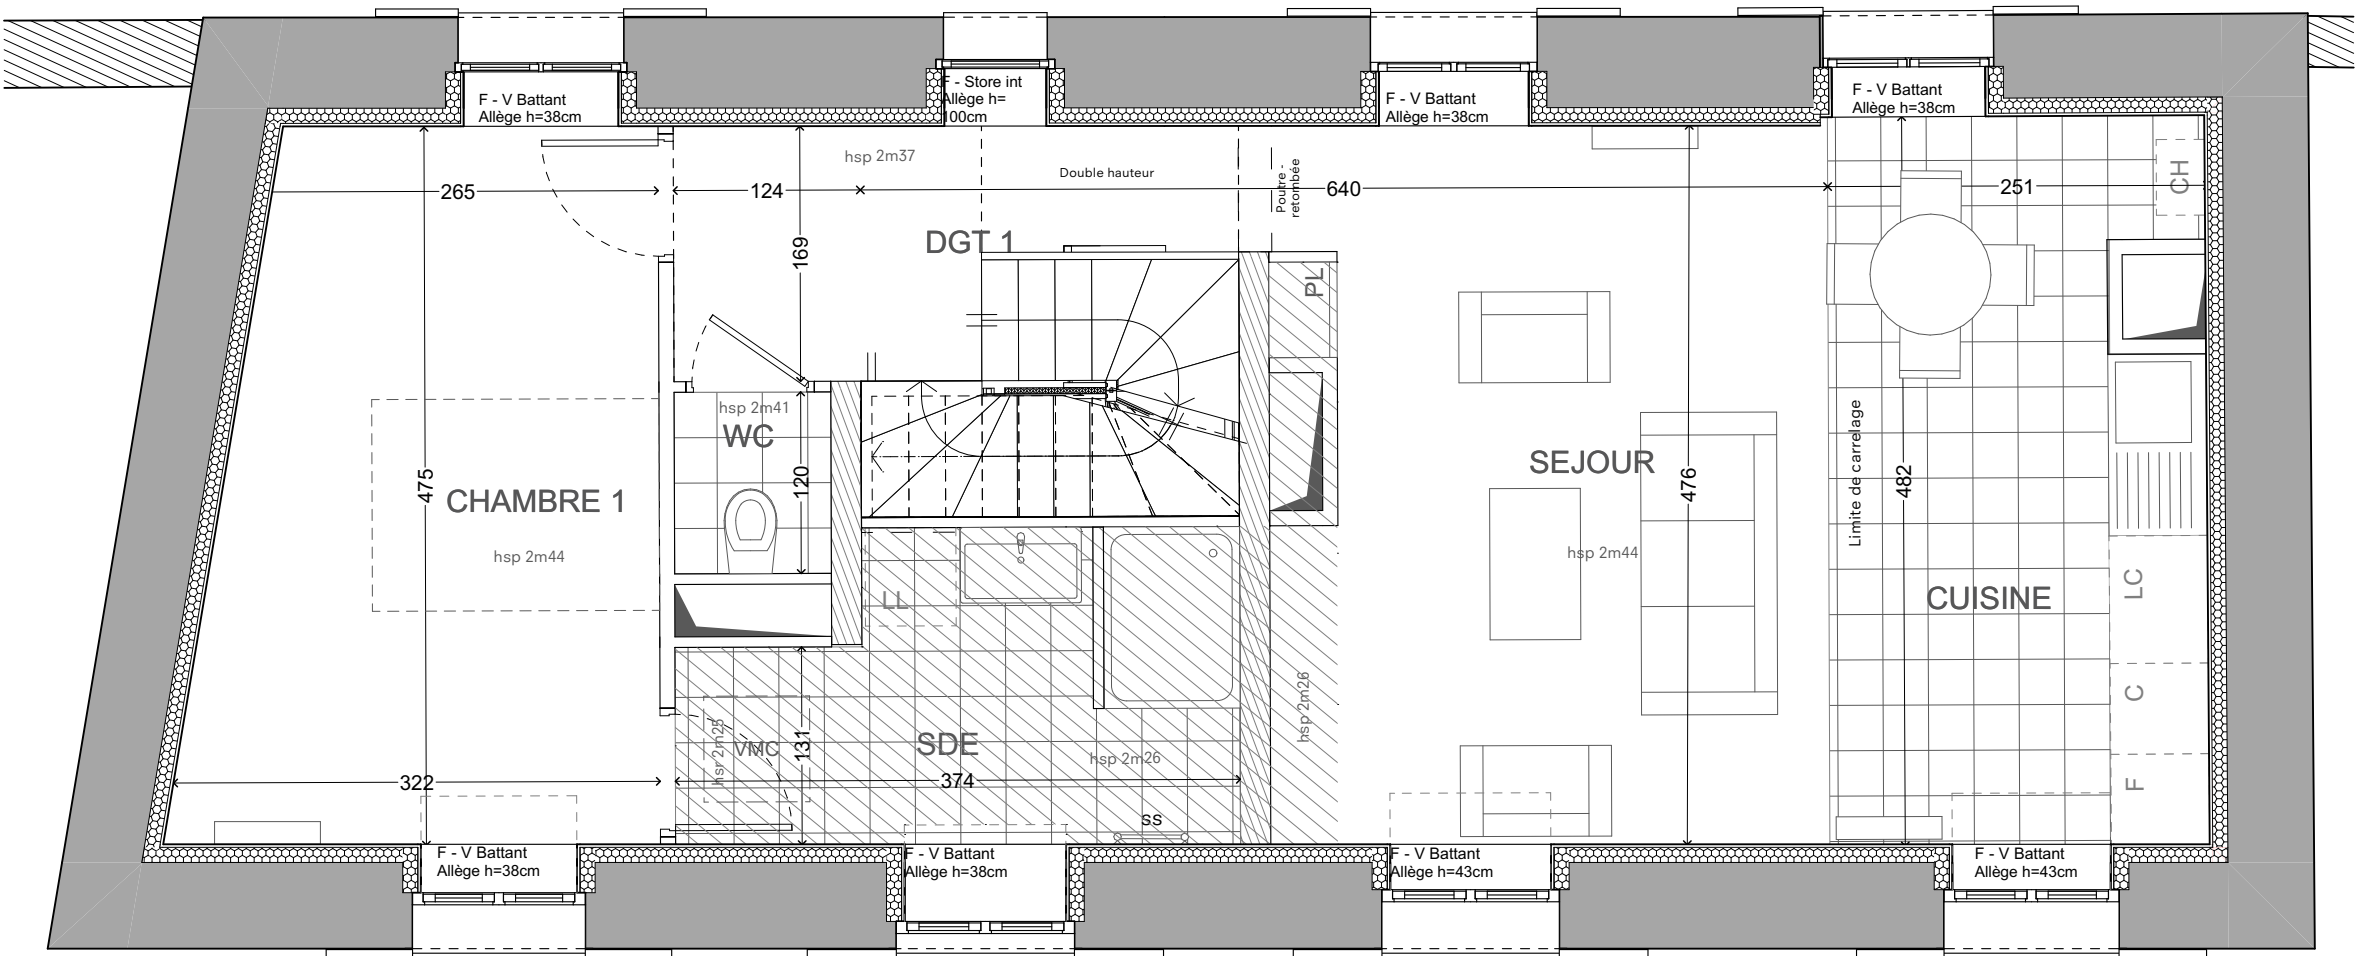 F - V Battant
Allège h=38cm
F - Store int
Allège h=
100cm
F - V Battant
Allège h=38cm
F - V Battant
Allège h=38cm
265
124
hsp 2m37
Double hauteur
Poutre -
retombée
640
251
CH
169
DGT 1
PL
hsp 2m41
WC
120
475
CHAMBRE 1
hsp 2m44
SEJOUR
476
hsp 2m44
Limite de carrelage
482
CUISINE
LC
C
F
LL
hsp 2m25
VMC
131
SDE
hsp 2m26
hsp 2m26
322
374
ss
F - V Battant
Allège h=38cm
F - V Battant
Allège h=38cm
F - V Battant
Allège h=43cm
F - V Battant
Allège h=43cm